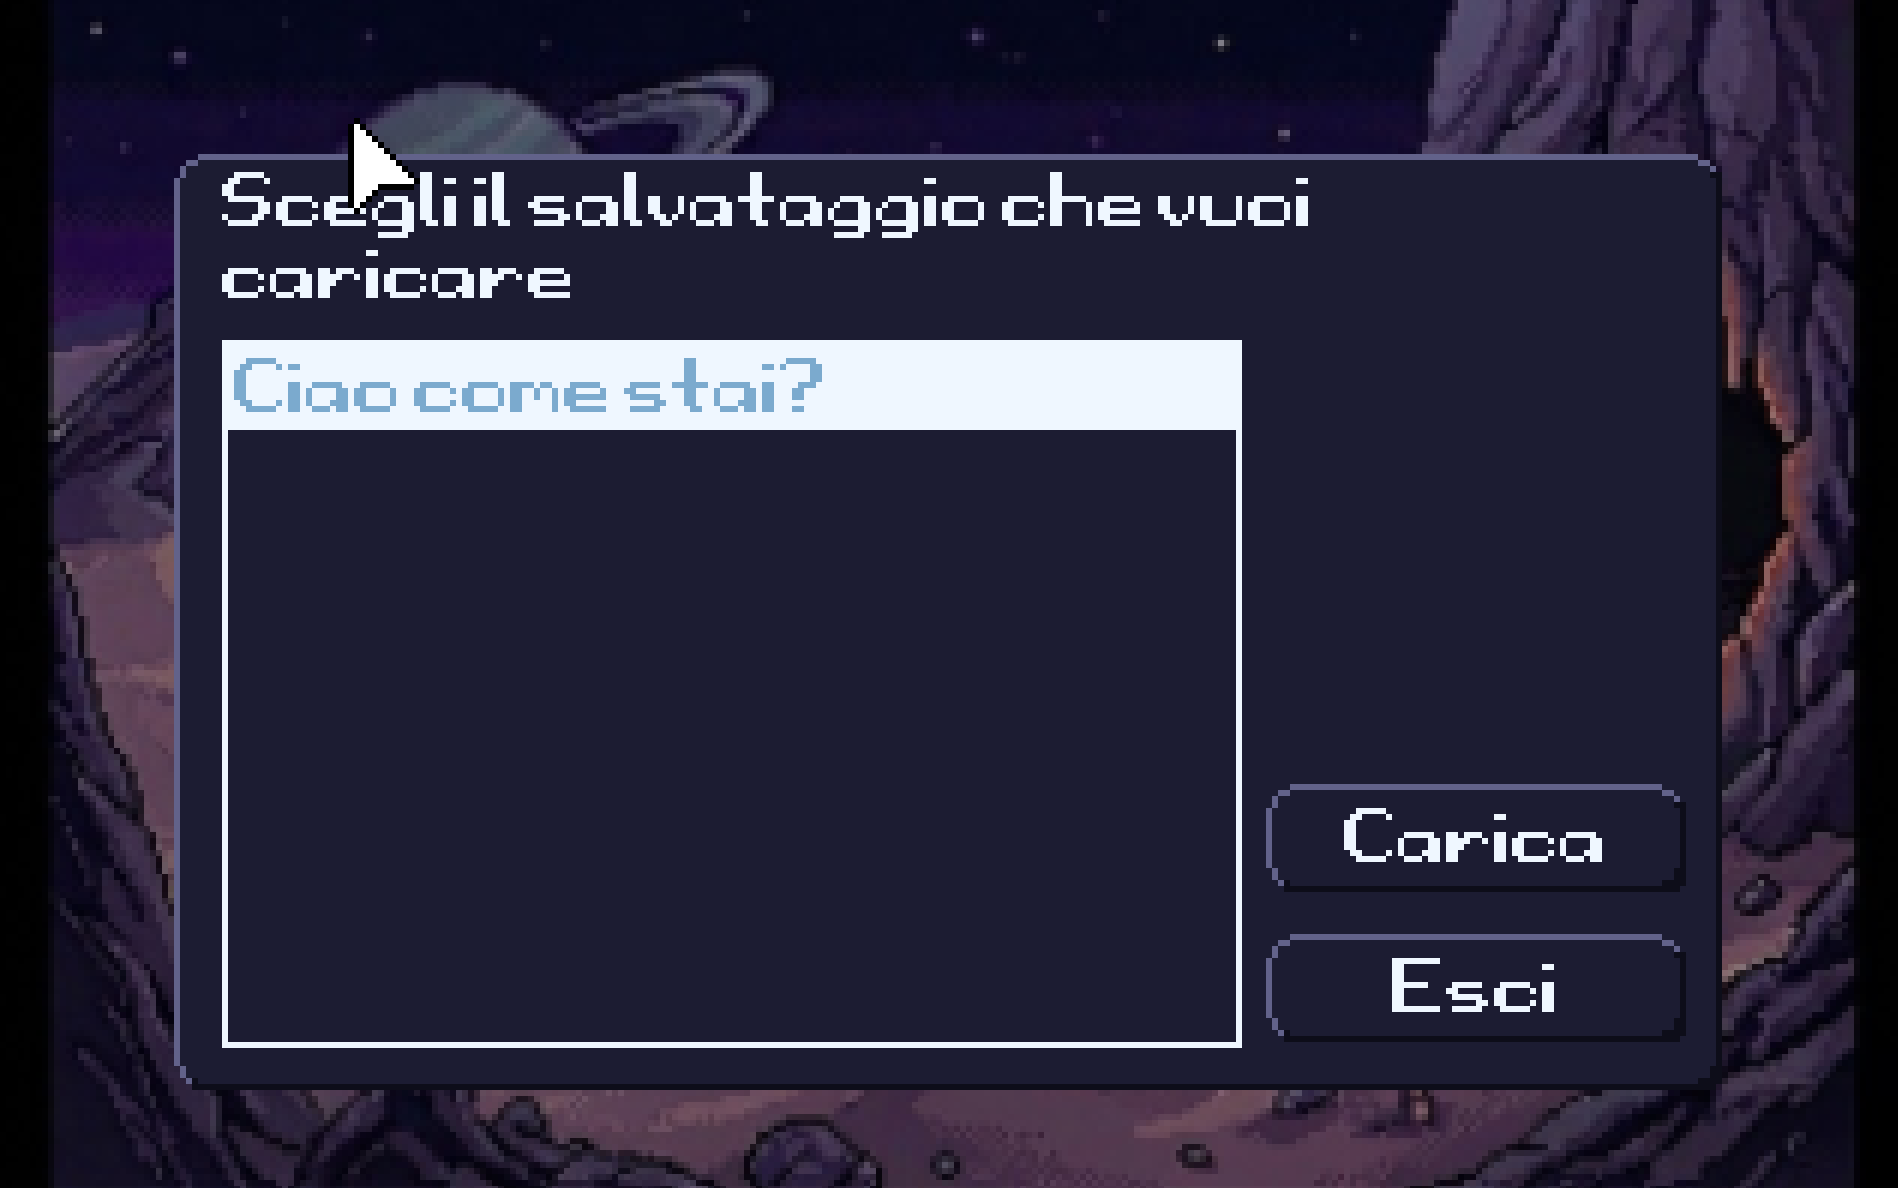 Scegli il salvataggio che vuoi
caricare
Ciao come stai?
Carica
Esci